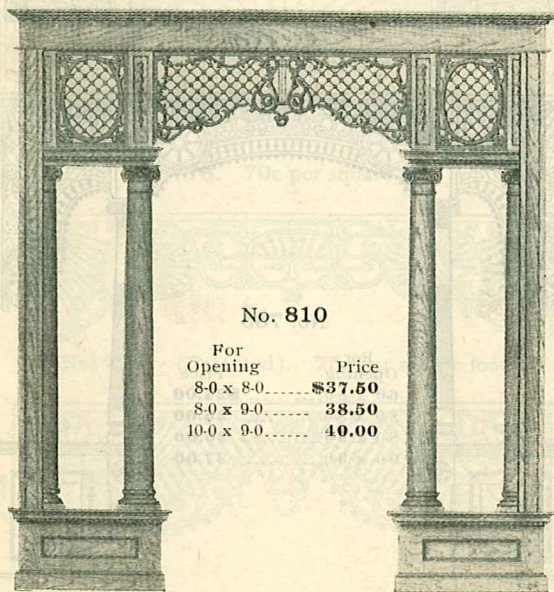 No. 810
For
Opening Price
8-0 x 8-0 ...... $37.50
8-0 x 9-0 ...... 38.50
10-0 x 9-0 ...... 40.00